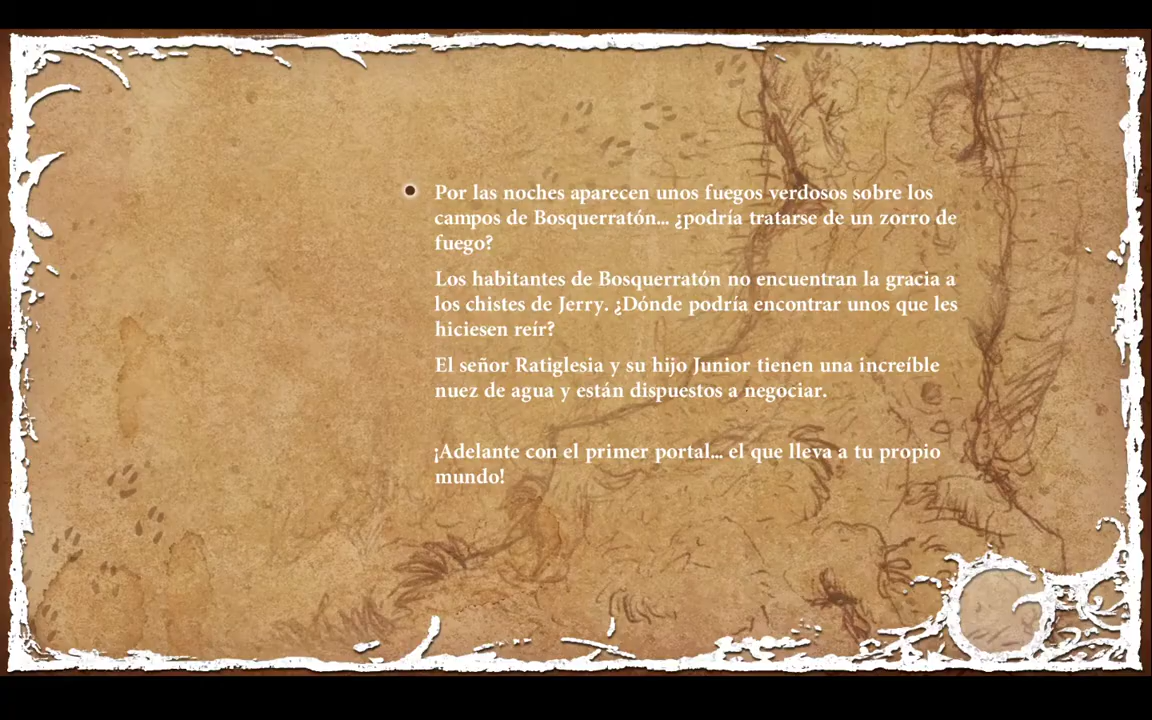 Por las noches aparecen unos fuegos verdosos sobre los
campos de Bosquerratón... ¿podría tratarse de un zorro de
fuego?
Los habitantes de Bosquerratón no encuentran la gracia a
los chistes de Jerry. ¿Dónde podría encontrar unos que les
hiciesen reír?
El señor Ratiglesia y su hijo Junior tienen una increíble
nuez de agua y están dispuestos a negociar.
¡Adelante con el primer portal... el que lleva a tu propio
mundo!